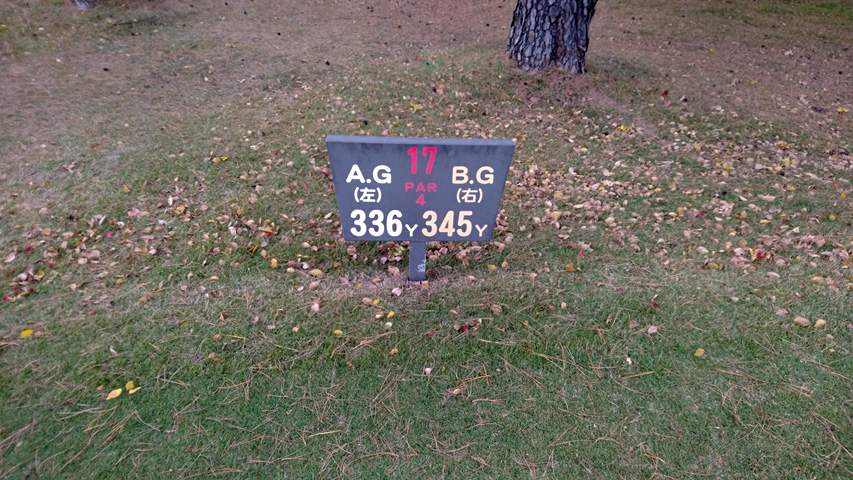 17
A.G PAR B.G
(左) 4 (右)
336Y 345Y